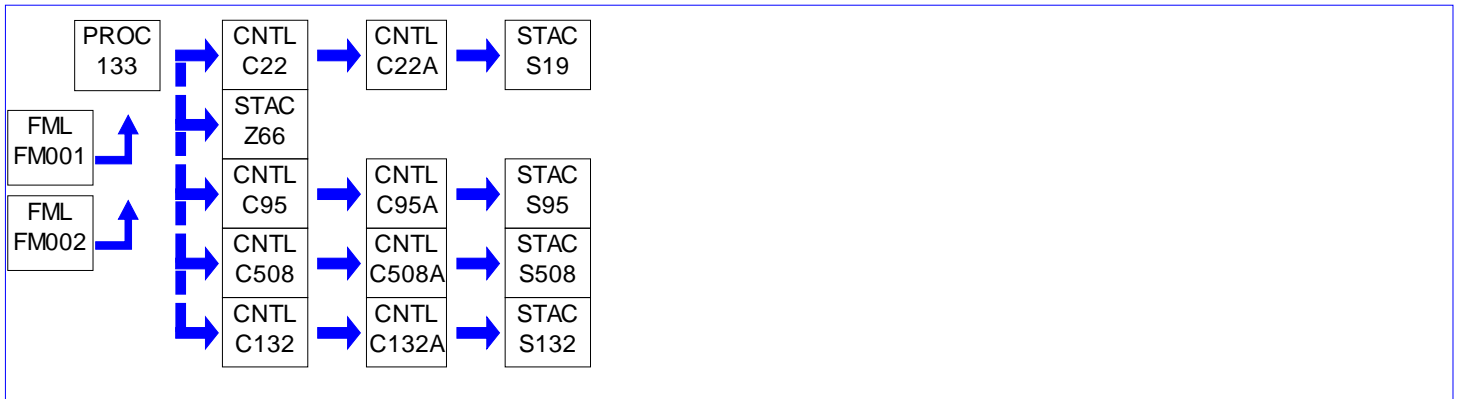 PROC
133
CNTL
C22
CNTL
C22A
STAC
S19
STAC
Z66
FML
FM001
CNTL
C95
CNTL
C95A
STAC
S95
FML
FM002
CNTL
C508
CNTL
C508A
STAC
S508
CNTL
C132
CNTL
C132A
STAC
S132